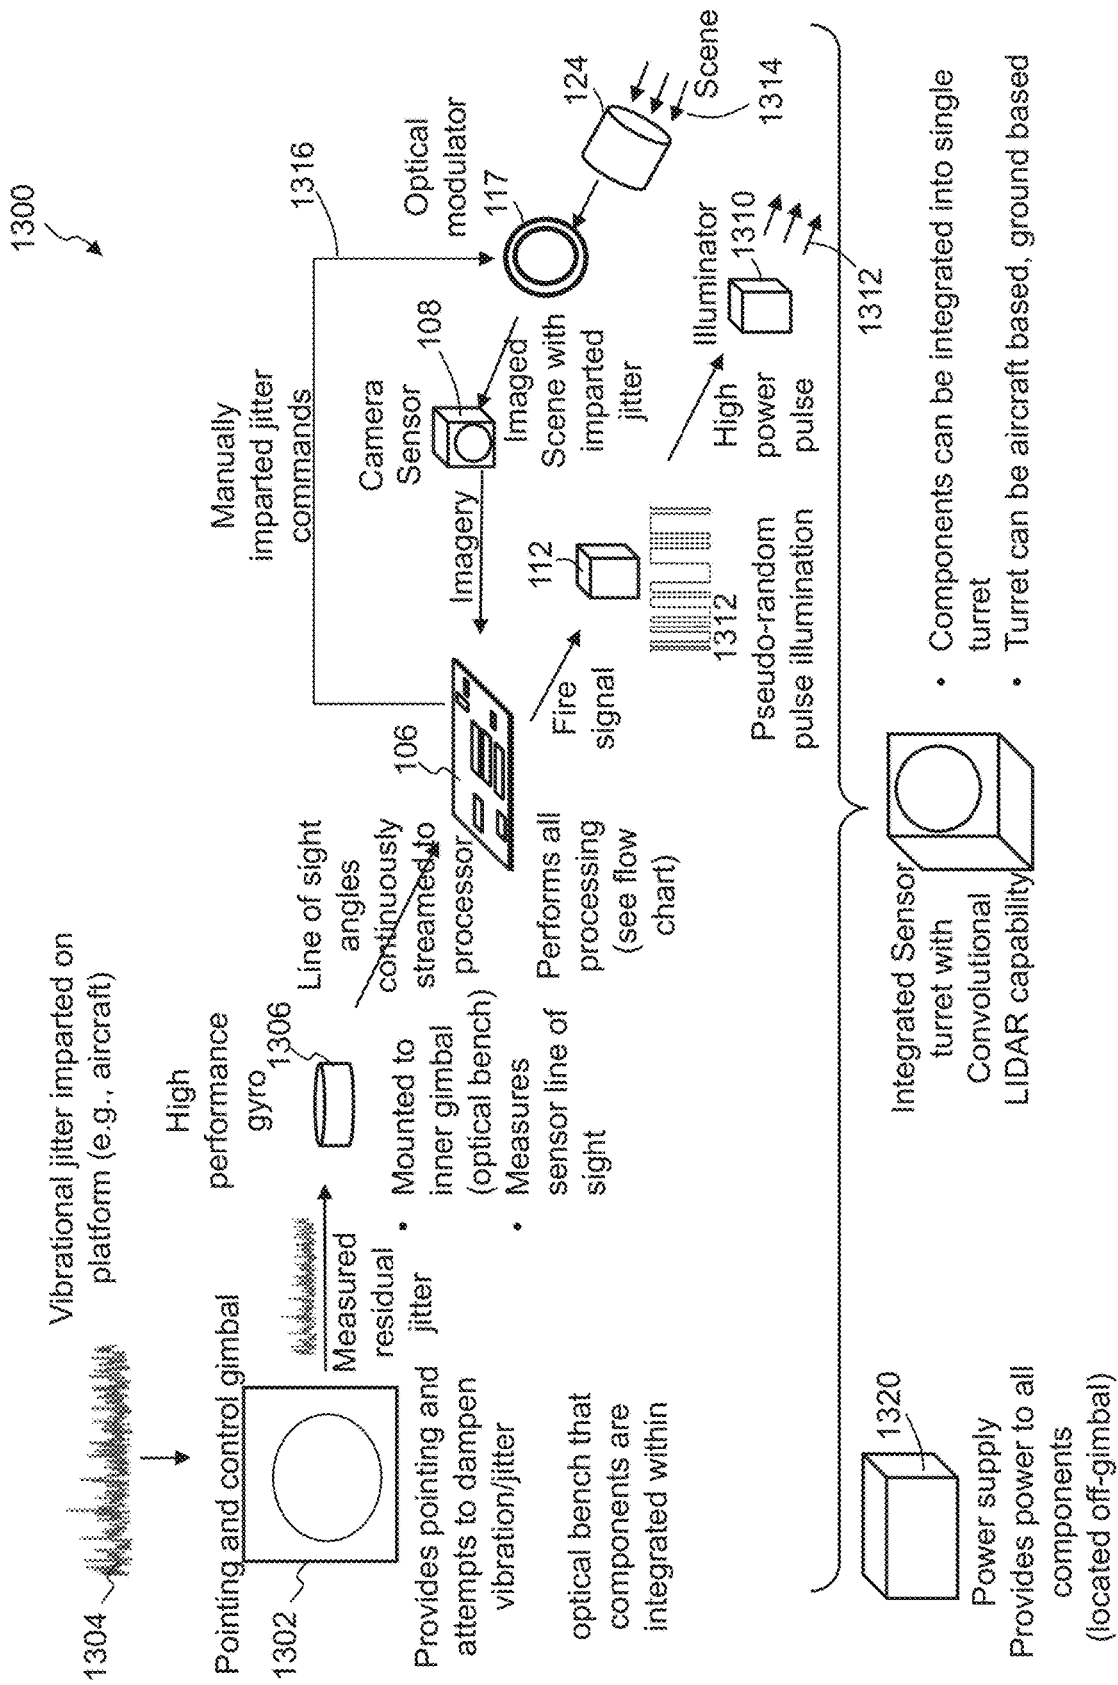 1300
1304
Vibrational jitter imparted on
platform (e.g., aircraft)
Pointing and control gimbal
1302
Provides pointing and
attempts to dampen
vibration/jitter
optical bench that
components are
integrated within
Measured
residual
jitter
High
performance
gyro
1306
• Mounted to
inner gimbal
(optical bench)
• Measures
sensor line of
sight
Line of sight
angles
continuously
streamed to
processor
106
Performs all
processing
(see flow
chart)
Manually
imparted jitter
commands
1316
Imagery
Camera
Sensor
108
Imaged
Scene with
imparted
jitter
Optical
modulator
117
124
Scene
1314
Fire
signal
112
1312
Pseudo-random
pulse illumination
High
power
pulse
Illuminator
1310
1312
1320
Power supply
Provides power to all
components
(located off-gimbal)
Integrated Sensor
turret with
Convolutional
LIDAR capability
• Components can be integrated into single
turret
• Turret can be aircraft based, ground based